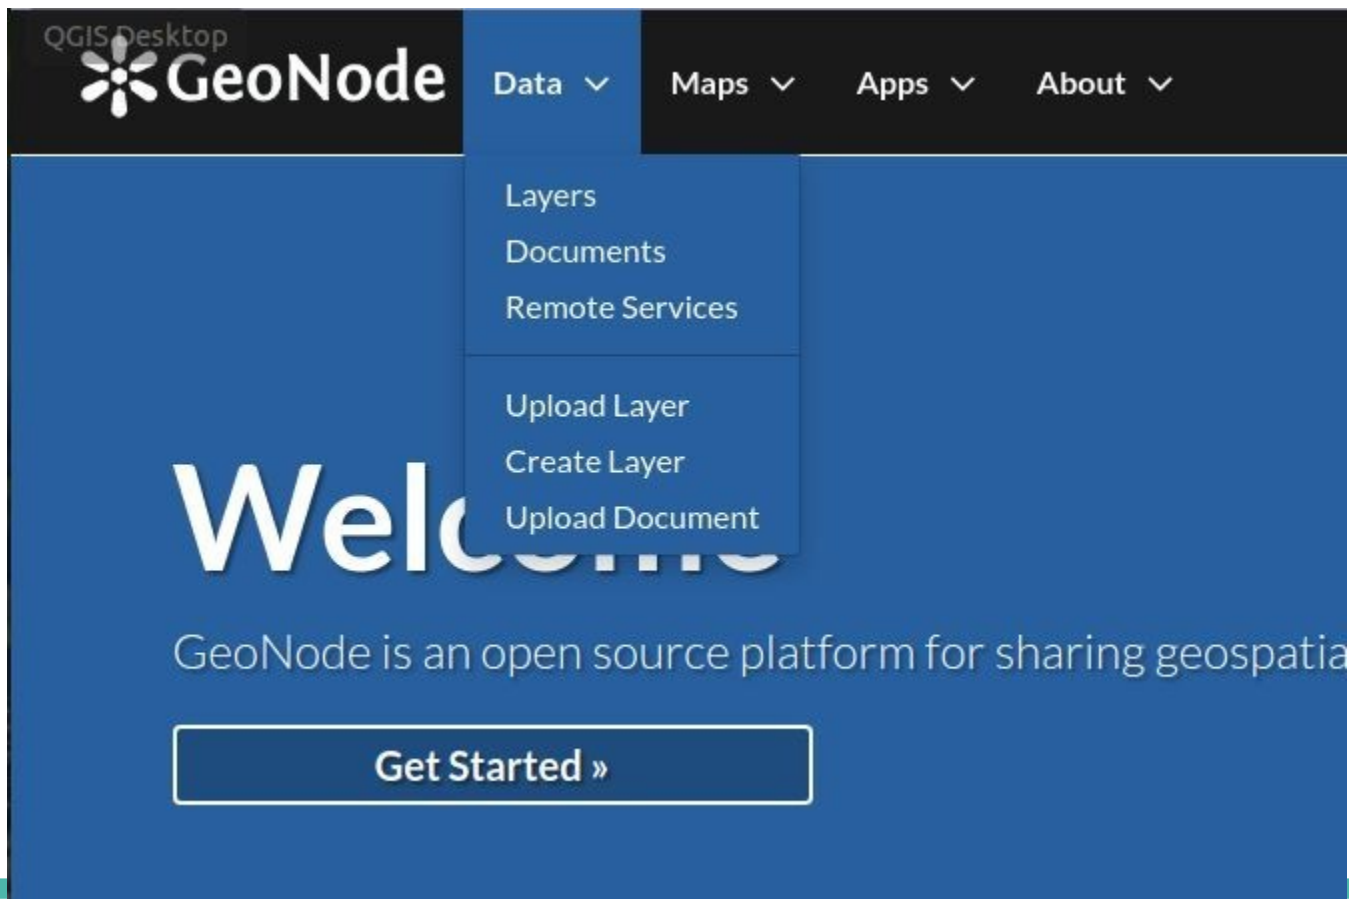 QGIS Desktop
GeoNode Data Maps Apps About
Layers
Documents
Remote Services
Upload Layer
Create Layer
Upload Document
GeoNode is an open source platform for sharing geospatia
Get Started »